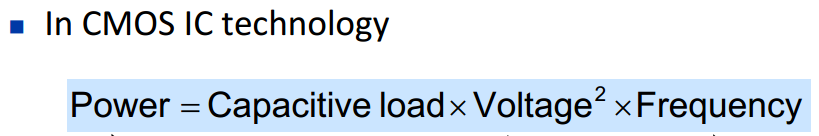 In CMOS IC technology
Power = Capacitive load × Voltage² × Frequency